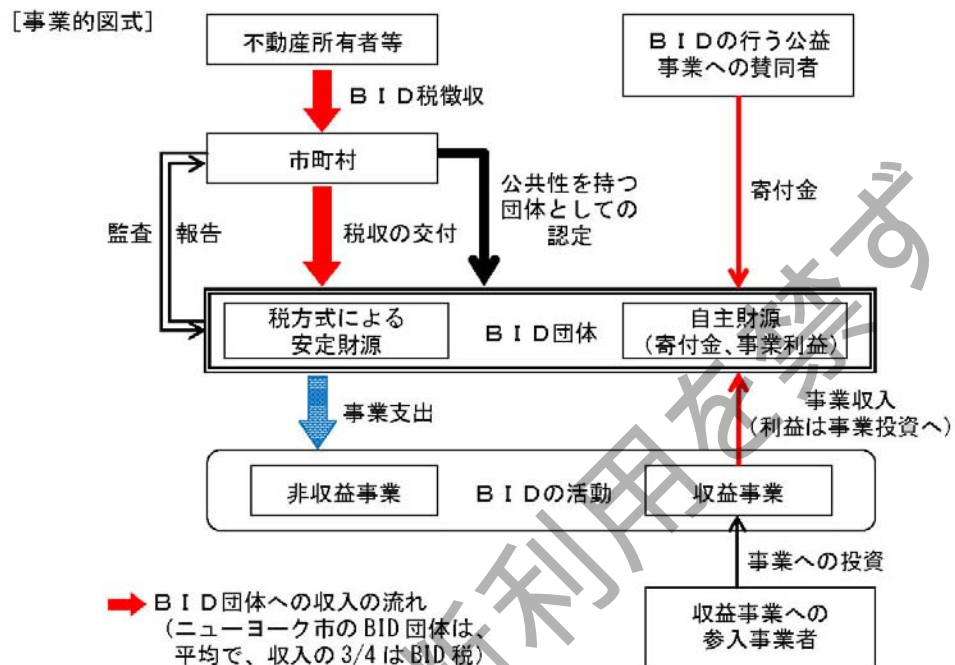 [事業的図式]
不動産所有者等
BIDの行う公益
事業への賛同者
BID税徴収
市町村
公共性を持つ
団体としての
認定
寄付金
監査
報告
税収の交付
税方式による
安定財源
BID団体
自主財源
(寄付金、事業利益)
事業支出
事業収入
(利益は事業投資へ)
非収益事業
BIDの活動
収益事業
事業への投資
BID団体への収入の流れ
(ニューヨーク市のBID団体は、
平均で、収入の3/4はBID税)
収益事業への
参入事業者
断利用を禁ず